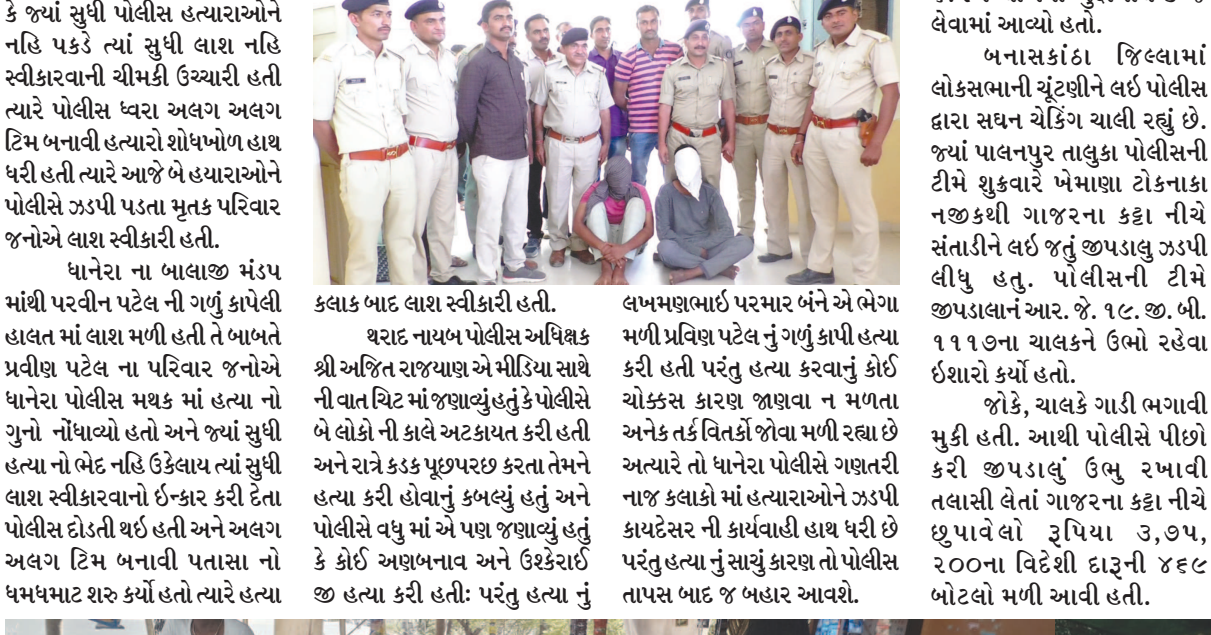 કે જ્યાં સુધી પોલીસ હત્યારાઓને
નહિ પકડે ત્યાં સુધી લાશ નહિ
સ્વીકારવાની ચીમકી ઉચ્ચારી હતી
ત્યારે પોલીસ ધ્વરા અલગ અલગ
ટિમ બનાવી હત્યારો શોધખોળ હાથ
ધરી હતી ત્યારે આજે બે હયારાઓને
પોલીસે ઝડપી પડતા મૃતક પરિવાર
જનોએ લાશ સ્વીકારી હતી.
ધાનેરા ના બાલાજી મંડપ
માંથી પરવીન પટેલ ની ગળું કાપેલી
હાલત માં લાશ મળી હતી તે બાબતે
પ્રવીણ પટેલ ના પરિવાર જનોએ
ધાનેરા પોલીસ મથક માં હત્યા નો
ગુનો નોંધાવ્યો હતો અને જ્યાં સુધી
હત્યા નો ભેદ નહિ ઉકેલાય ત્યાં સુધી
લાશ સ્વીકારવાનો ઇન્કાર કરી દેતા
પોલીસ દોડતી થઇ હતી અને અલગ
અલગ ટિમ બનાવી પતાસા નો
ધમધમાટ શરુ કર્યો હતો ત્યારે હત્યા
કલાક બાદ લાશ સ્વીકારી હતી.
થરાદ નાયબ પોલીસ અધિક્ષક
શ્રી અજિત રાજયાણ એ મીડિયા સાથે
ની વાત ચિટ માં જણાવ્યું હતું કે પોલીસે
બે લોકો ની કાલે અટકાયત કરી હતી
અને રાત્રે કડક પૂછપરછ કરતા તેમને
હત્યા કરી હોવાનું કબલ્યું હતું અને
પોલીસે વધુ માં એ પણ જણાવ્યું હતું
કે કોઈ અણબનાવ અને ઉશ્કેરાઈ
જી હત્યા કરી હતી: પરંતુ હત્યા નું
લખમણભાઇ પરમાર બંને એ ભેગા
મળી પ્રવિણ પટેલ નું ગળું કાપી હત્યા
કરી હતી પરંતુ હત્યા કરવાનું કોઈ
ચોક્કસ કારણ જાણવા ન મળતા
અનેક તર્ક વિતર્કો જોવા મળી રહ્યા છે
અત્યારે તો ધાનેરા પોલીસે ગણતરી
નાજ કલાકો માં હત્યારાઓને ઝડપી
કાયદેસર ની કાર્યવાહી હાથ ધરી છે
પરંતુ હત્યા નું સાચું કારણ તો પોલીસ
તાપસ બાદ જ બહાર આવશે.
લેવામાં આવ્યો હતો.
બનાસકાંઠા જિલ્લામાં
લોકસભાની ચૂંટણીને લઇ પોલીસ
દ્વારા સઘન ચેકિંગ ચાલી રહ્યું છે.
જ્યાં પાલનપુર તાલુકા પોલીસની
ટીમે શુક્રવારે ખેમાણા ટોકનાકા
નજીકથી ગાજરના કટ્ટા નીચે
સંતાડીને લઇ જતું જીપડાલુ ઝડપી
લીધુ હતુ. પોલીસની ટીમે
જીપડાલાનં આર. જે. ૧૯. જી. બી.
૧૧૧૭ના ચાલકને ઉભો રહેવા
ઇશારો કર્યો હતો.
જોકે, ચાલકે ગાડી ભગાવી
મુકી હતી. આથી પોલીસે પીછો
કરી જીપડાલું ઉભુ રખાવી
તલાસી લેતાં ગાજરના કટ્ટા નીચે
છુપાવેલો રૂપિયા ૩,૭૫,
૨૦૦ના વિદેશી દારૂની ૪૬૯
બોટલો મળી આવી હતી.